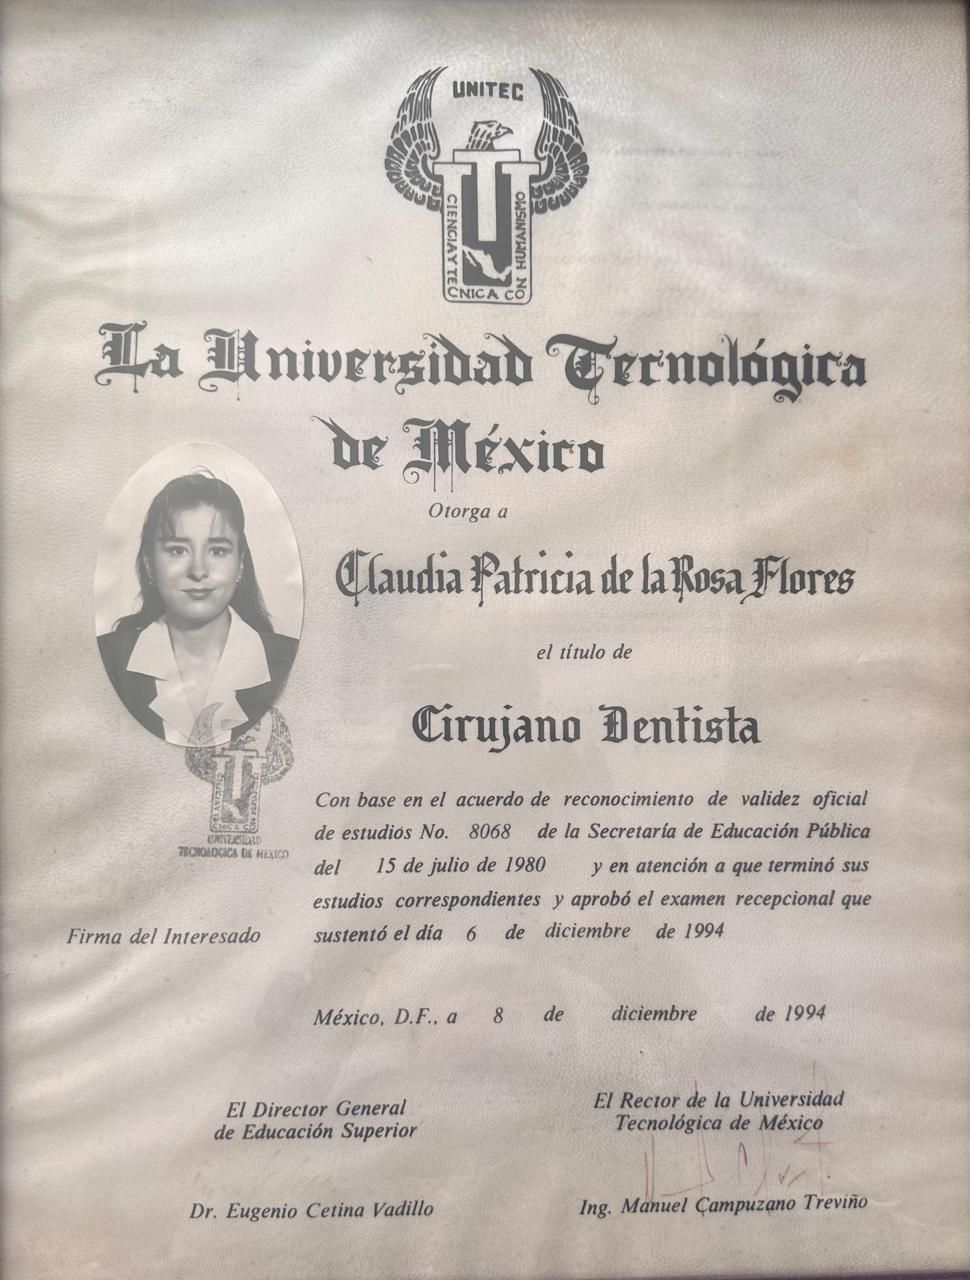 UNITEC
CIENCIA Y TECNICA CON HUMANISMO
La Universidad Tecnológica
de México
Otorga a
Claudia Patricia de la Rosa Flores
el título de
Cirujano Dentista
Con base en el acuerdo de reconocimiento de validez oficial
de estudios No. 8068 de la Secretaría de Educación Pública
del 15 de julio de 1980 y en atención a que terminó sus
estudios correspondientes y aprobó el examen recepcional que
sustentó el día 6 de diciembre de 1994
UNIVERSIDAD
TECNOLOGICA DE MEXICO
Firma del Interesado
México, D.F., a 8 de diciembre de 1994
El Director General
de Educación Superior
Dr. Eugenio Cetina Vadillo
El Rector de la Universidad
Tecnológica de México
Ing. Manuel Campuzano Treviño